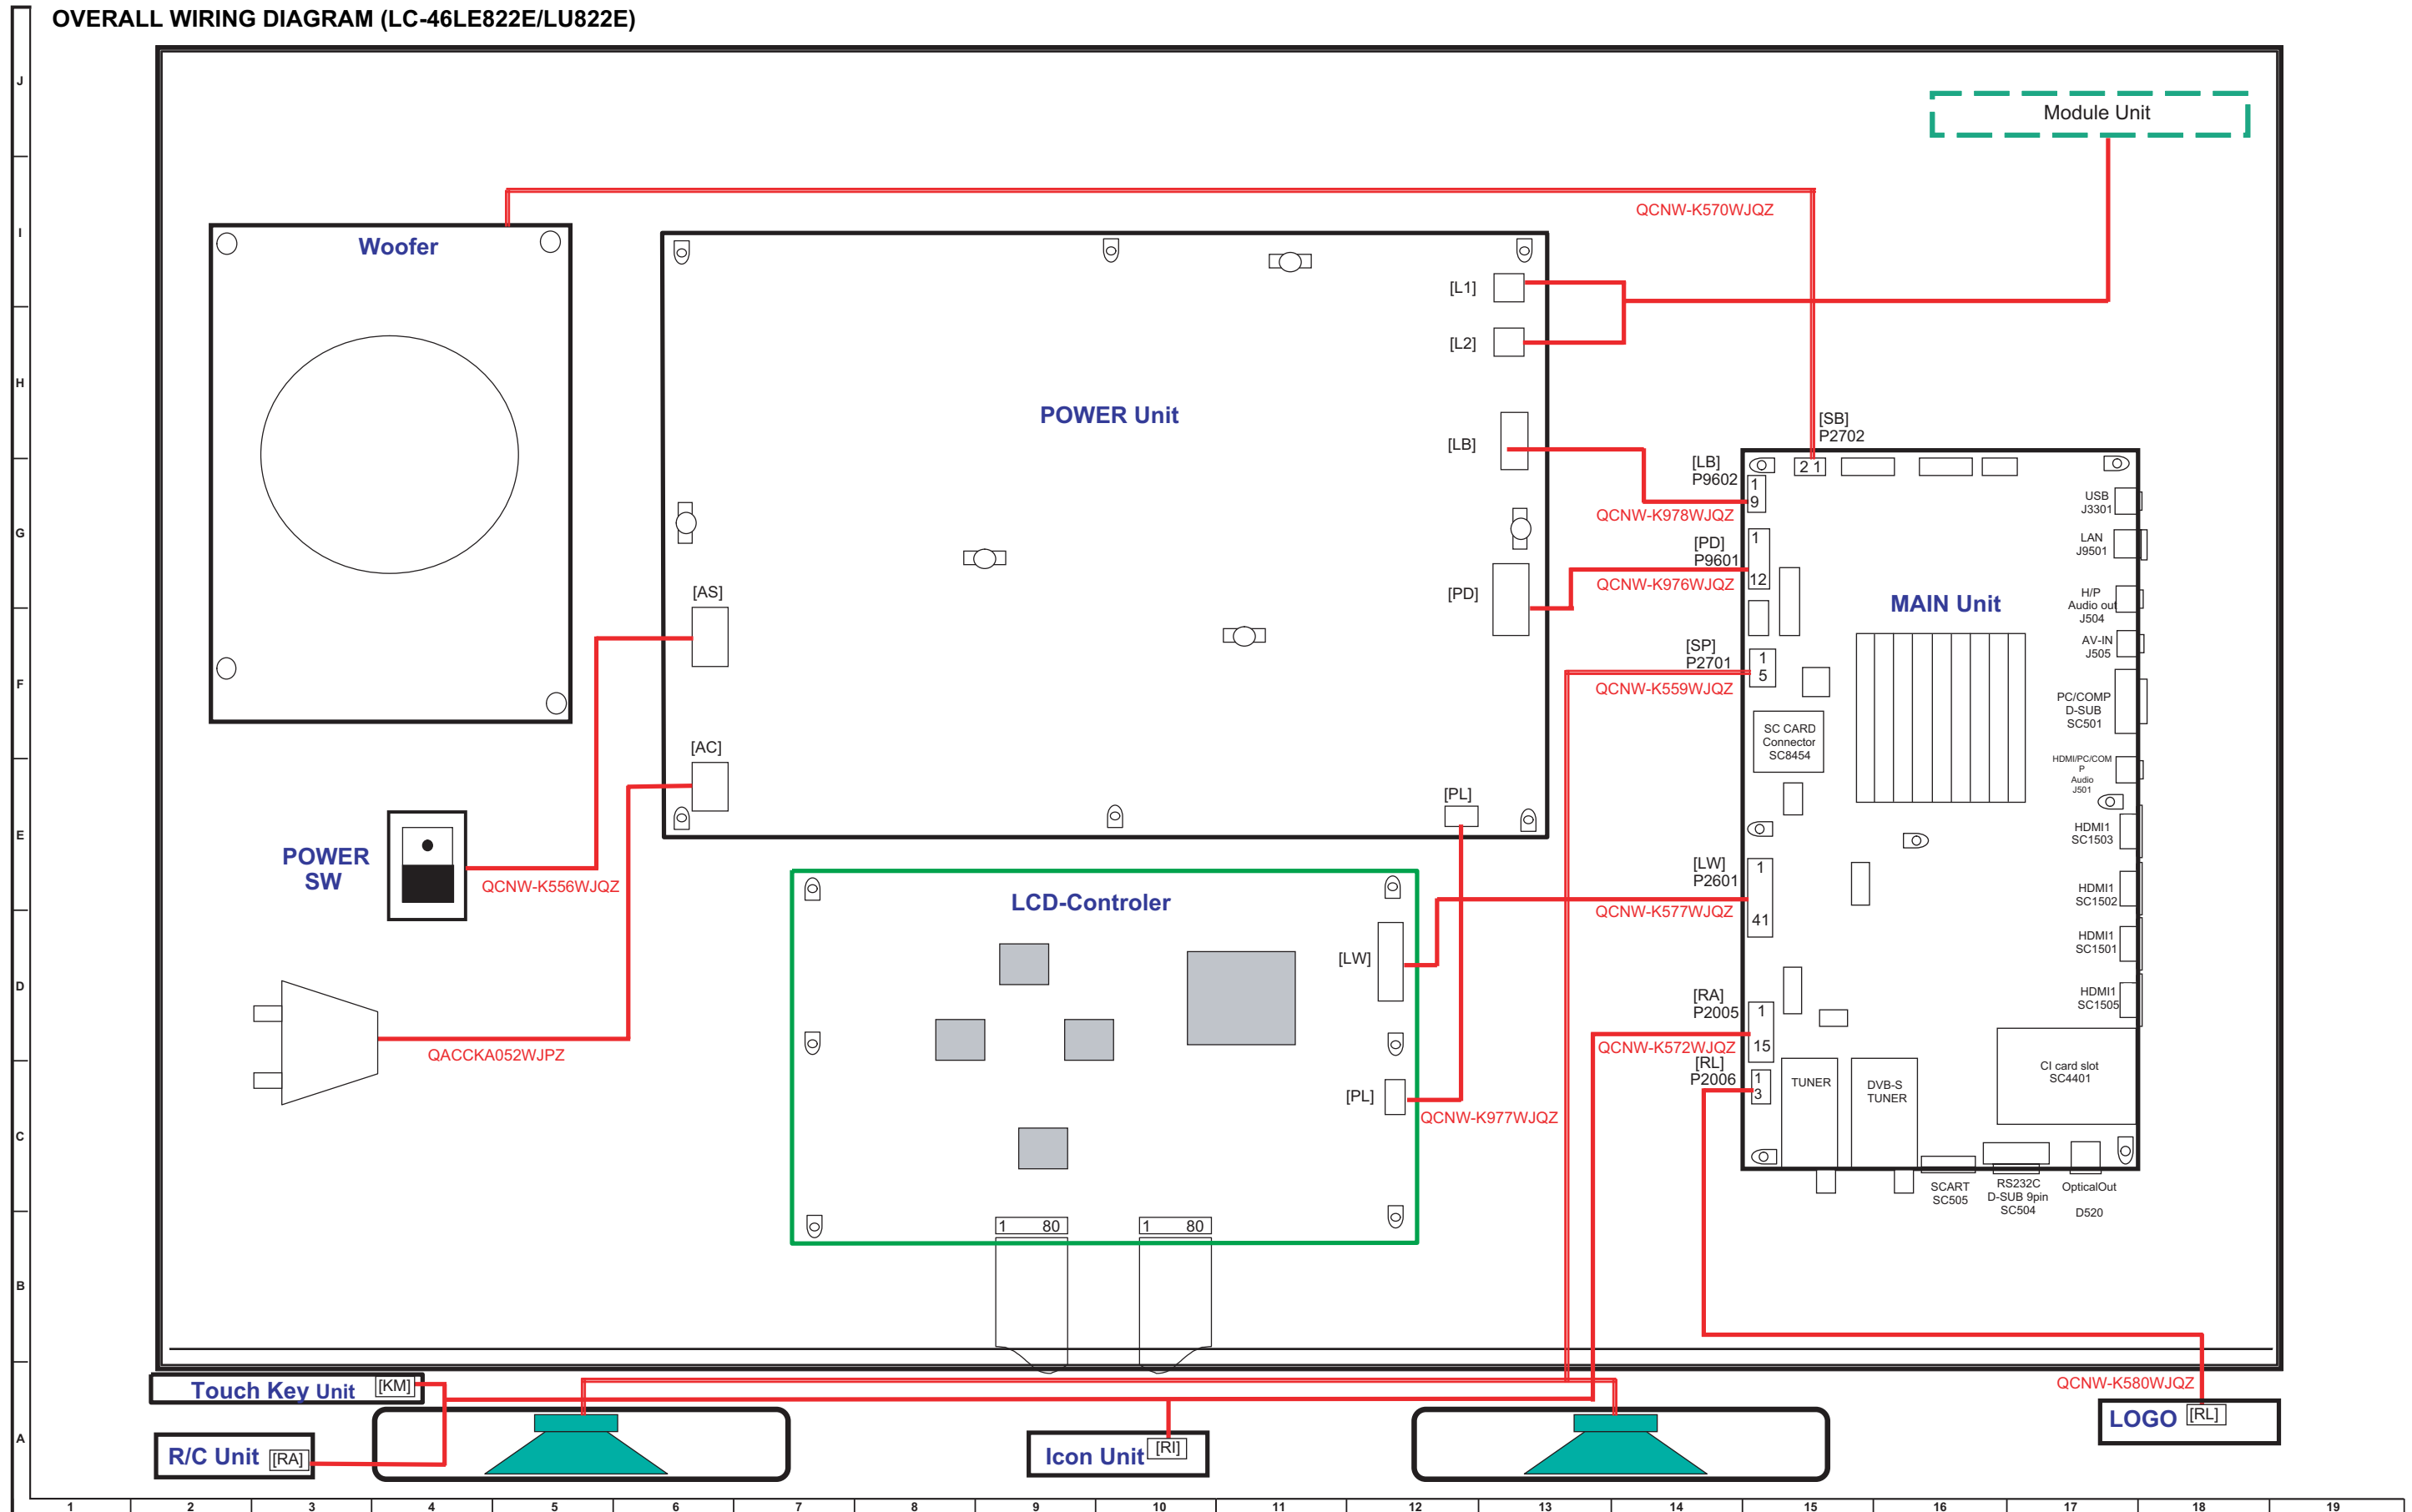 OVERALL WIRING DIAGRAM (LC-46LE822E/LU822E)
J
Module Unit
QCNW-K570WJQZ
I
Woofer
[L1]
[L2]
H
POWER Unit
[SB]
P2702
[LB]
[LB]
P9602
2 1
1
9
USB
J3301
QCNW-K978WJQZ
G
1
LAN
J9501
[PD]
P9601
12
QCNW-K976WJQZ
[AS]
[PD]
H/P
Audio out
J504
MAIN Unit
AV-IN
J505
[SP]
P2701
1
5
F
QCNW-K559WJQZ
PC/COMP
D-SUB
SC501
SC CARD
Connector
SC8454
[AC]
HDMI/PC/COM
P
Audio
J501
[PL]
E
HDMI1
SC1503
POWER
SW
QCNW-K556WJQZ
[LW]
P2601
1
41
HDMI1
SC1502
LCD-Controler
QCNW-K577WJQZ
HDMI1
SC1501
[LW]
D
HDMI1
SC1505
[RA]
P2005
1
15
QACCKA052WJPZ
QCNW-K572WJQZ
[RL]
P2006
1
3
TUNER
DVB-S
TUNER
CI card slot
SC4401
[PL]
QCNW-K977WJQZ
C
SCART
SC505
RS232C
D-SUB 9pin
SC504
OpticalOut
D520
1 80
1 80
B
Touch Key Unit [KM]
QCNW-K580WJQZ
LOGO [RL]
A
R/C Unit [RA]
Icon Unit [RI]
1 2 3 4 5 6 7 8 9 10 11 12 13 14 15 16 17 18 19